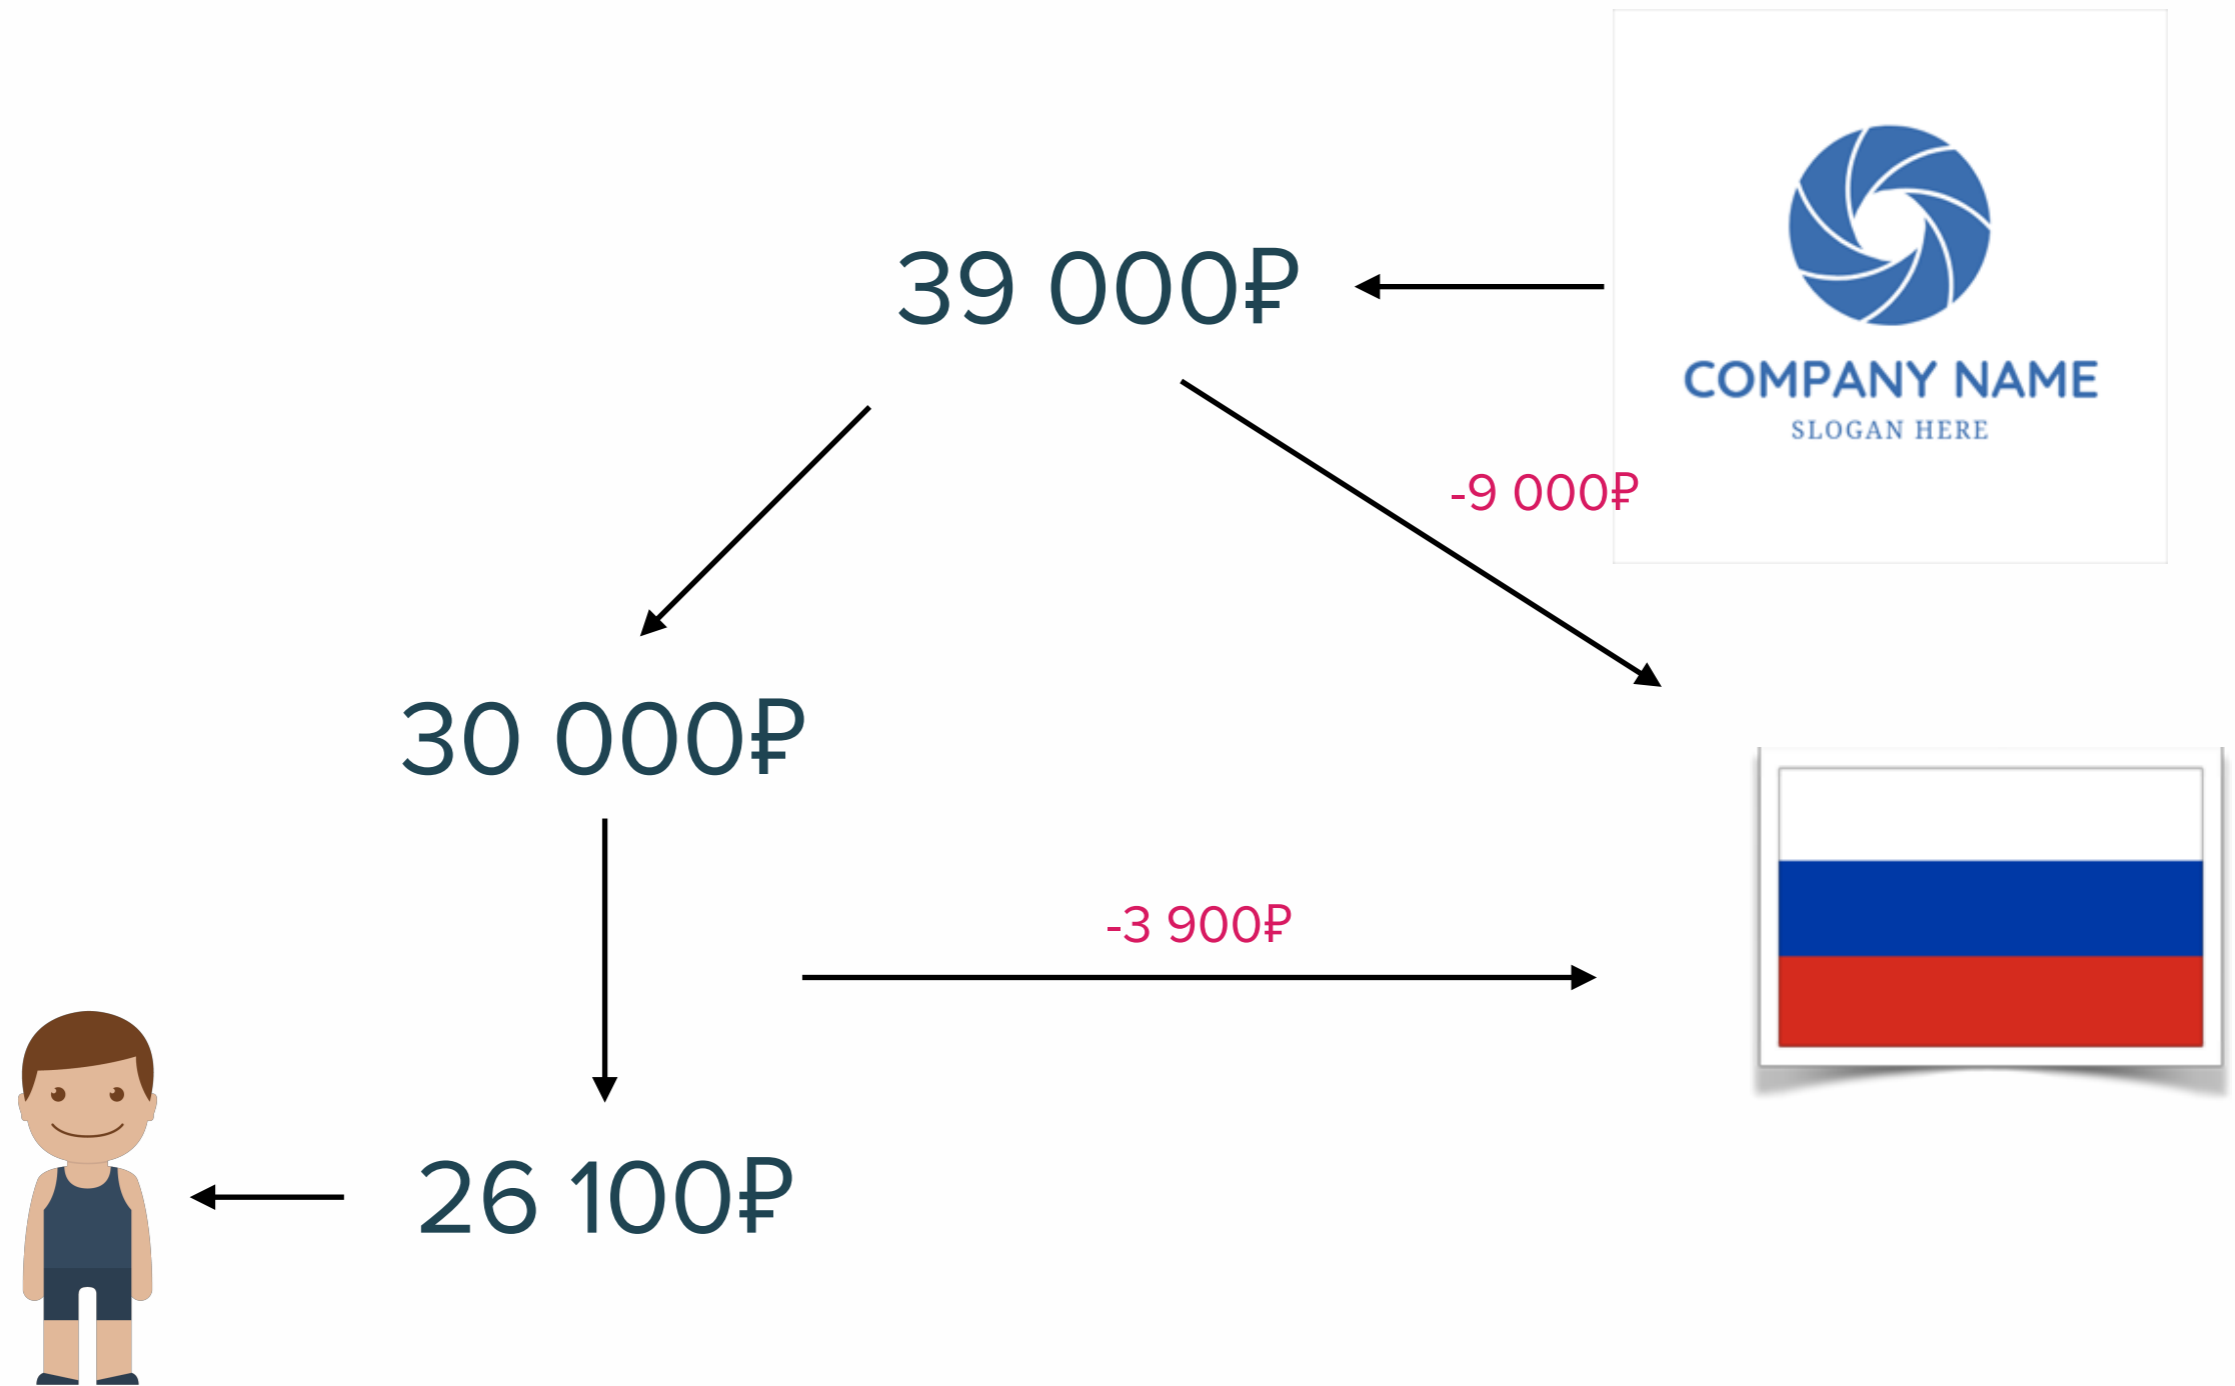 39 000₽
COMPANY NAME
SLOGAN HERE
-9 000₽
30 000₽
-3 900₽
26 100₽